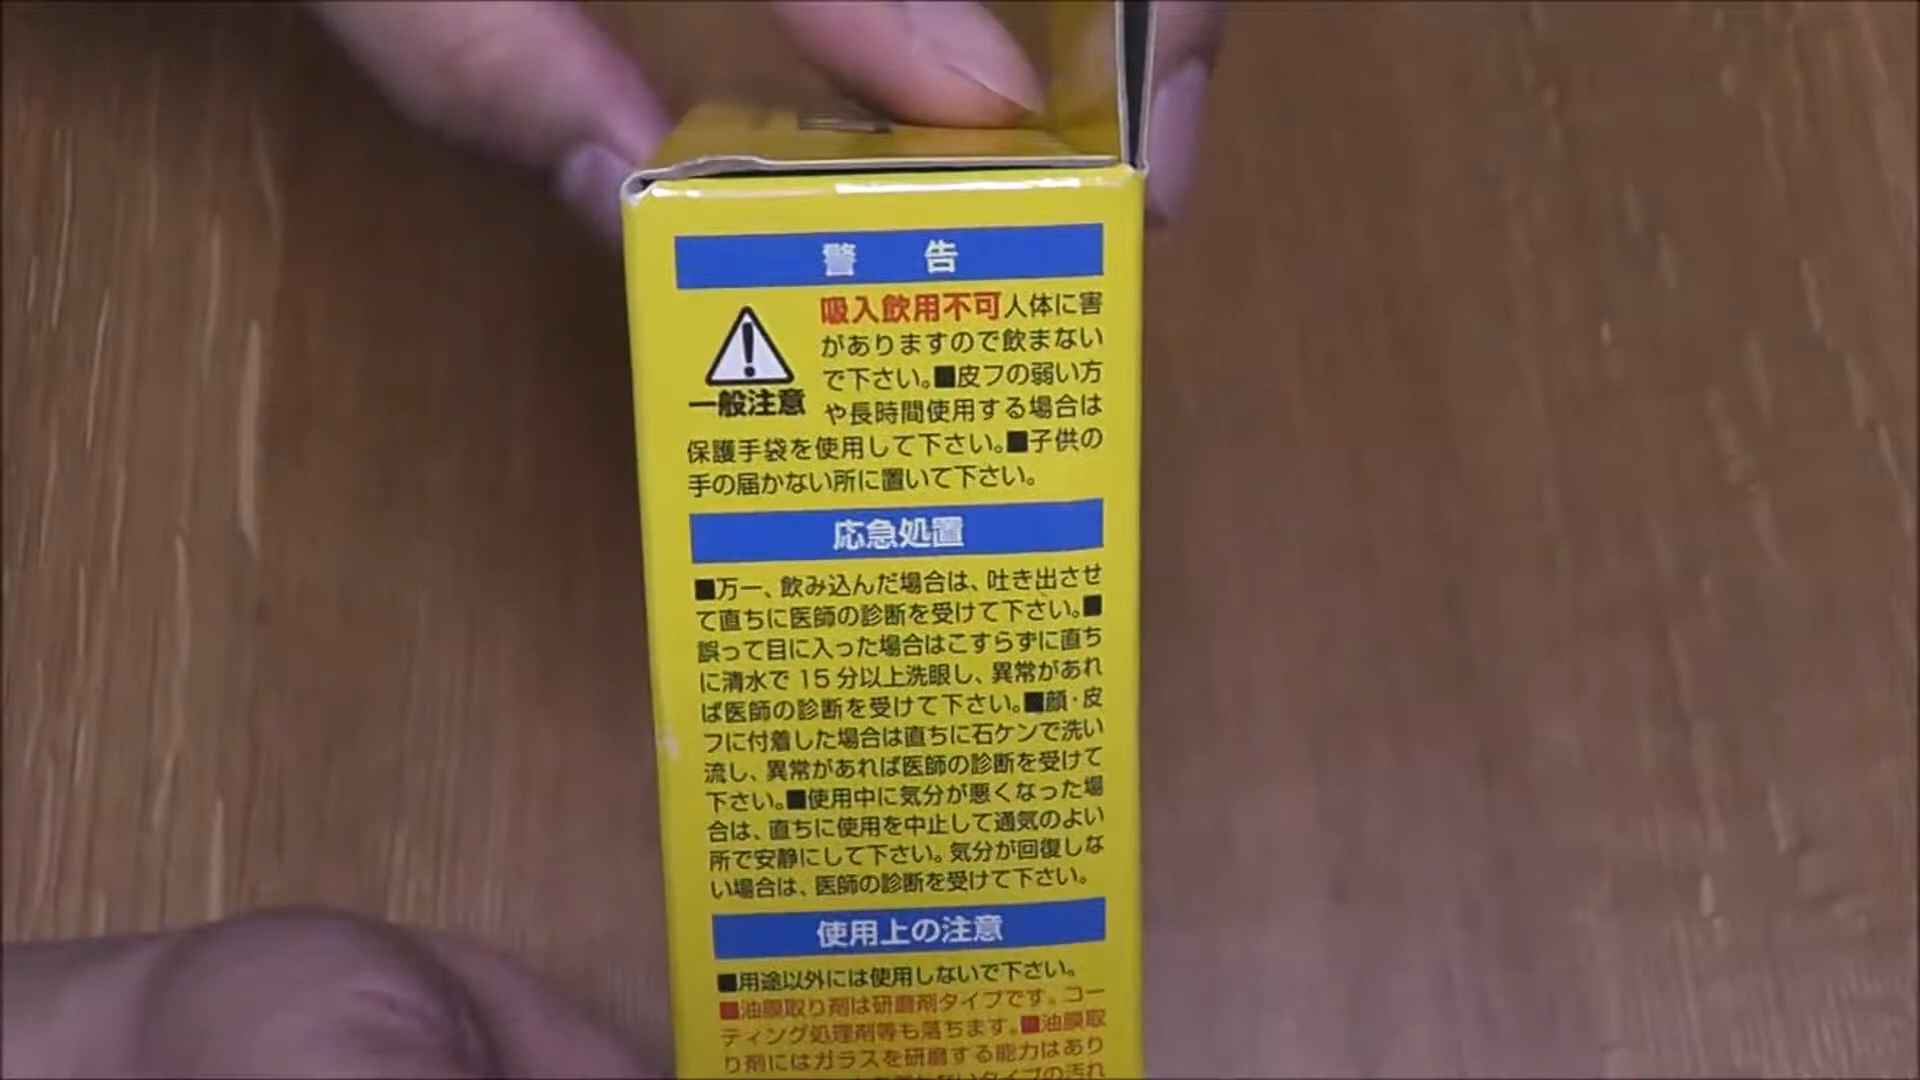 警 告
吸入飲用不可人体に害
がありますので飲まない
で下さい。■皮フの弱い方
一般注意
や長時間使用する場合は
保護手袋を使用して下さい。■子供の
手の届かない所に置いて下さい。
応急処置
■万一、飲み込んだ場合は、吐き出させ
て直ちに医師の診断を受けて下さい。■
誤って目に入った場合はこすらずに直ち
に清水で 15 分以上洗眼し、異常があれ
ば医師の診断を受けて下さい。■顔・皮
フに付着した場合は直ちに石ケンで洗い
流し、異常があれば医師の診断を受けて
下さい。■使用中に気分が悪くなった場
合は、直ちに使用を中止して通気のよい
所で安静にして下さい。気分が回復しな
い場合は、医師の診断を受けて下さい。
使用上の注意
■用途以外には使用しないで下さい。
■油膜取り剤は研磨剤タイプです。コー
ティング処理剤等も落ちます。■油膜取
り剤にはガラスを研磨する能力はあり
ないタイプの汚れ